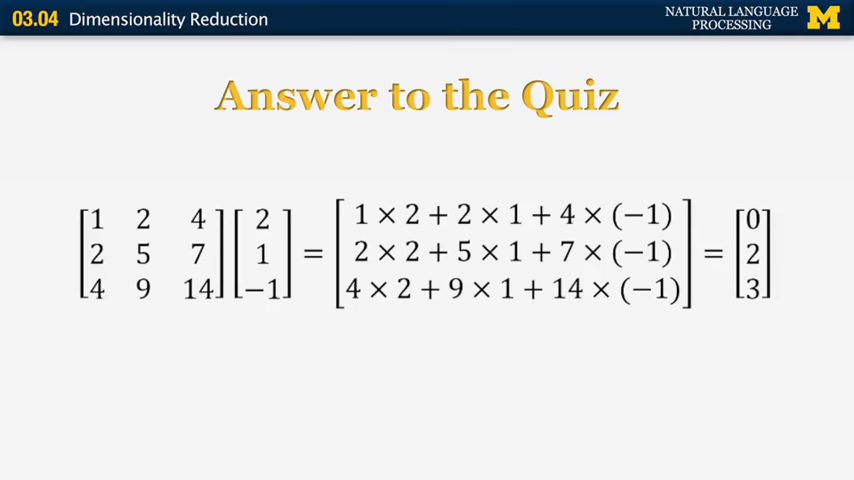 03.04 Dimensionality Reduction
NATURAL LANGUAGE
PROCESSING M
Answer to the Quiz
[1 2 4; 2 5 7; 4 9 14] [2; 1; −1] = [1 × 2 + 2 × 1 + 4 × (−1); 2 × 2 + 5 × 1 + 7 × (−1); 4 × 2 + 9 × 1 + 14 × (−1)] = [0; 2; 3]